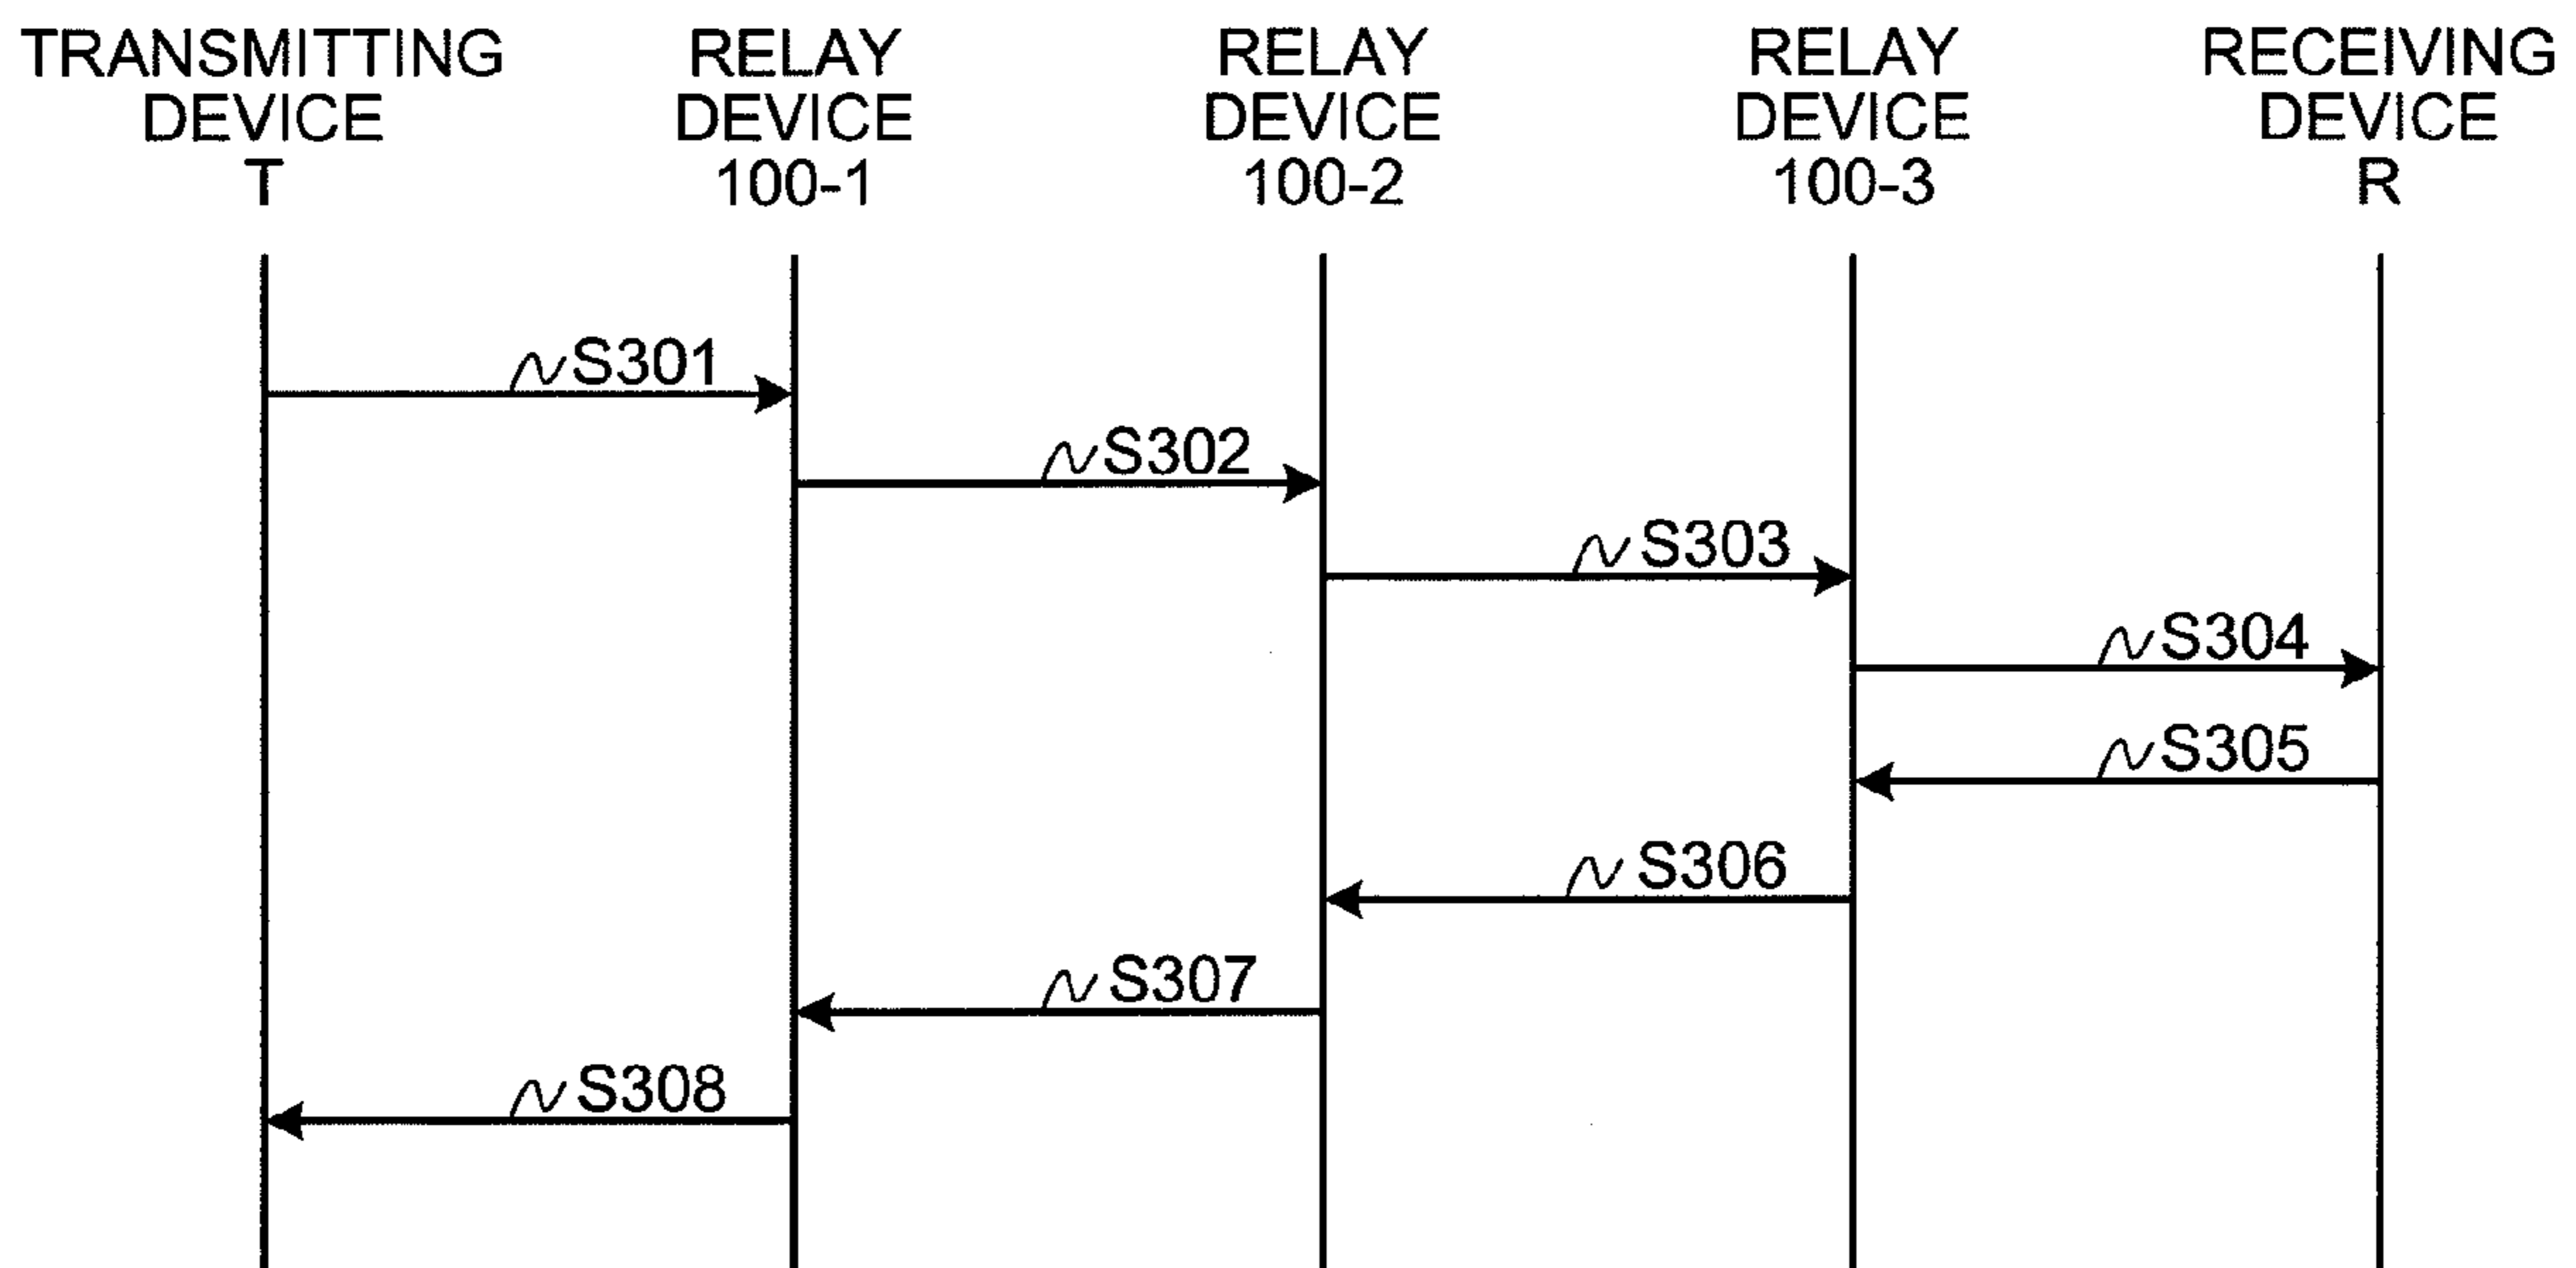 TRANSMITTING
DEVICE
T
RELAY
DEVICE
100-1
RELAY
DEVICE
100-2
RELAY
DEVICE
100-3
RECEIVING
DEVICE
R
S301
S302
S303
S304
S305
S306
S307
S308